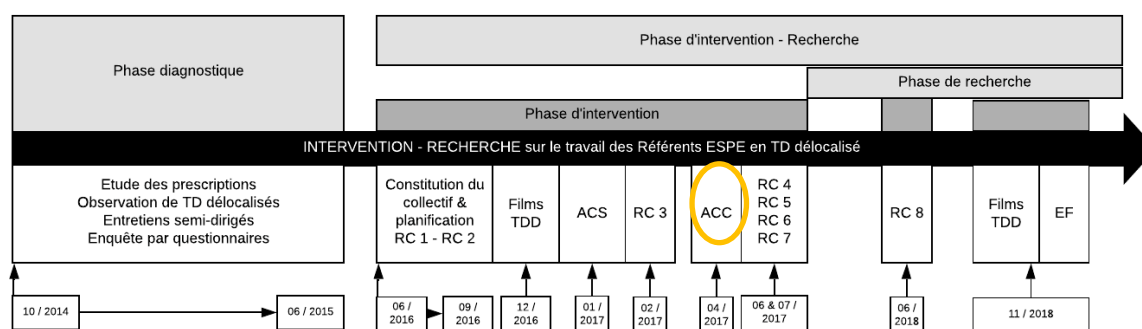 Phase d'intervention - Recherche
Phase diagnostique
Phase de recherche
Phase d'intervention
INTERVENTION - RECHERCHE sur le travail des Référents ESPE en TD délocalisé
Etude des prescriptions
Observation de TD délocalisés
Entretiens semi-dirigés
Enquête par questionnaires
Constitution du
collectif &
planification
RC 1 - RC 2
Films
TDD
ACS
RC 3
ACC
RC 4
RC 5
RC 6
RC 7
RC 8
Films
TDD
EF
10 / 2014
06 / 2015
06 /
2016
09 /
2016
12 /
2016
01 /
2017
02 /
2017
04 /
2017
06 & 07 /
2017
06 /
2018
11 / 2018